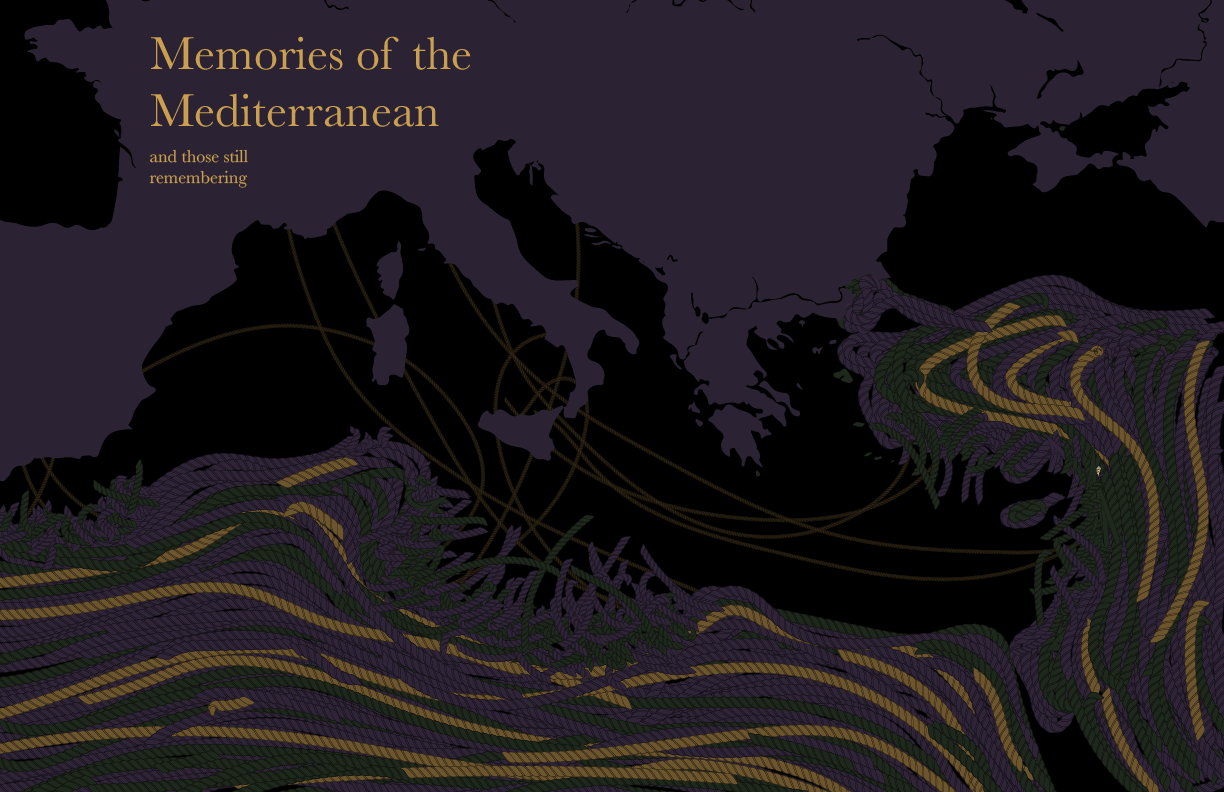 Memories of the
Mediterranean
and those still
remembering